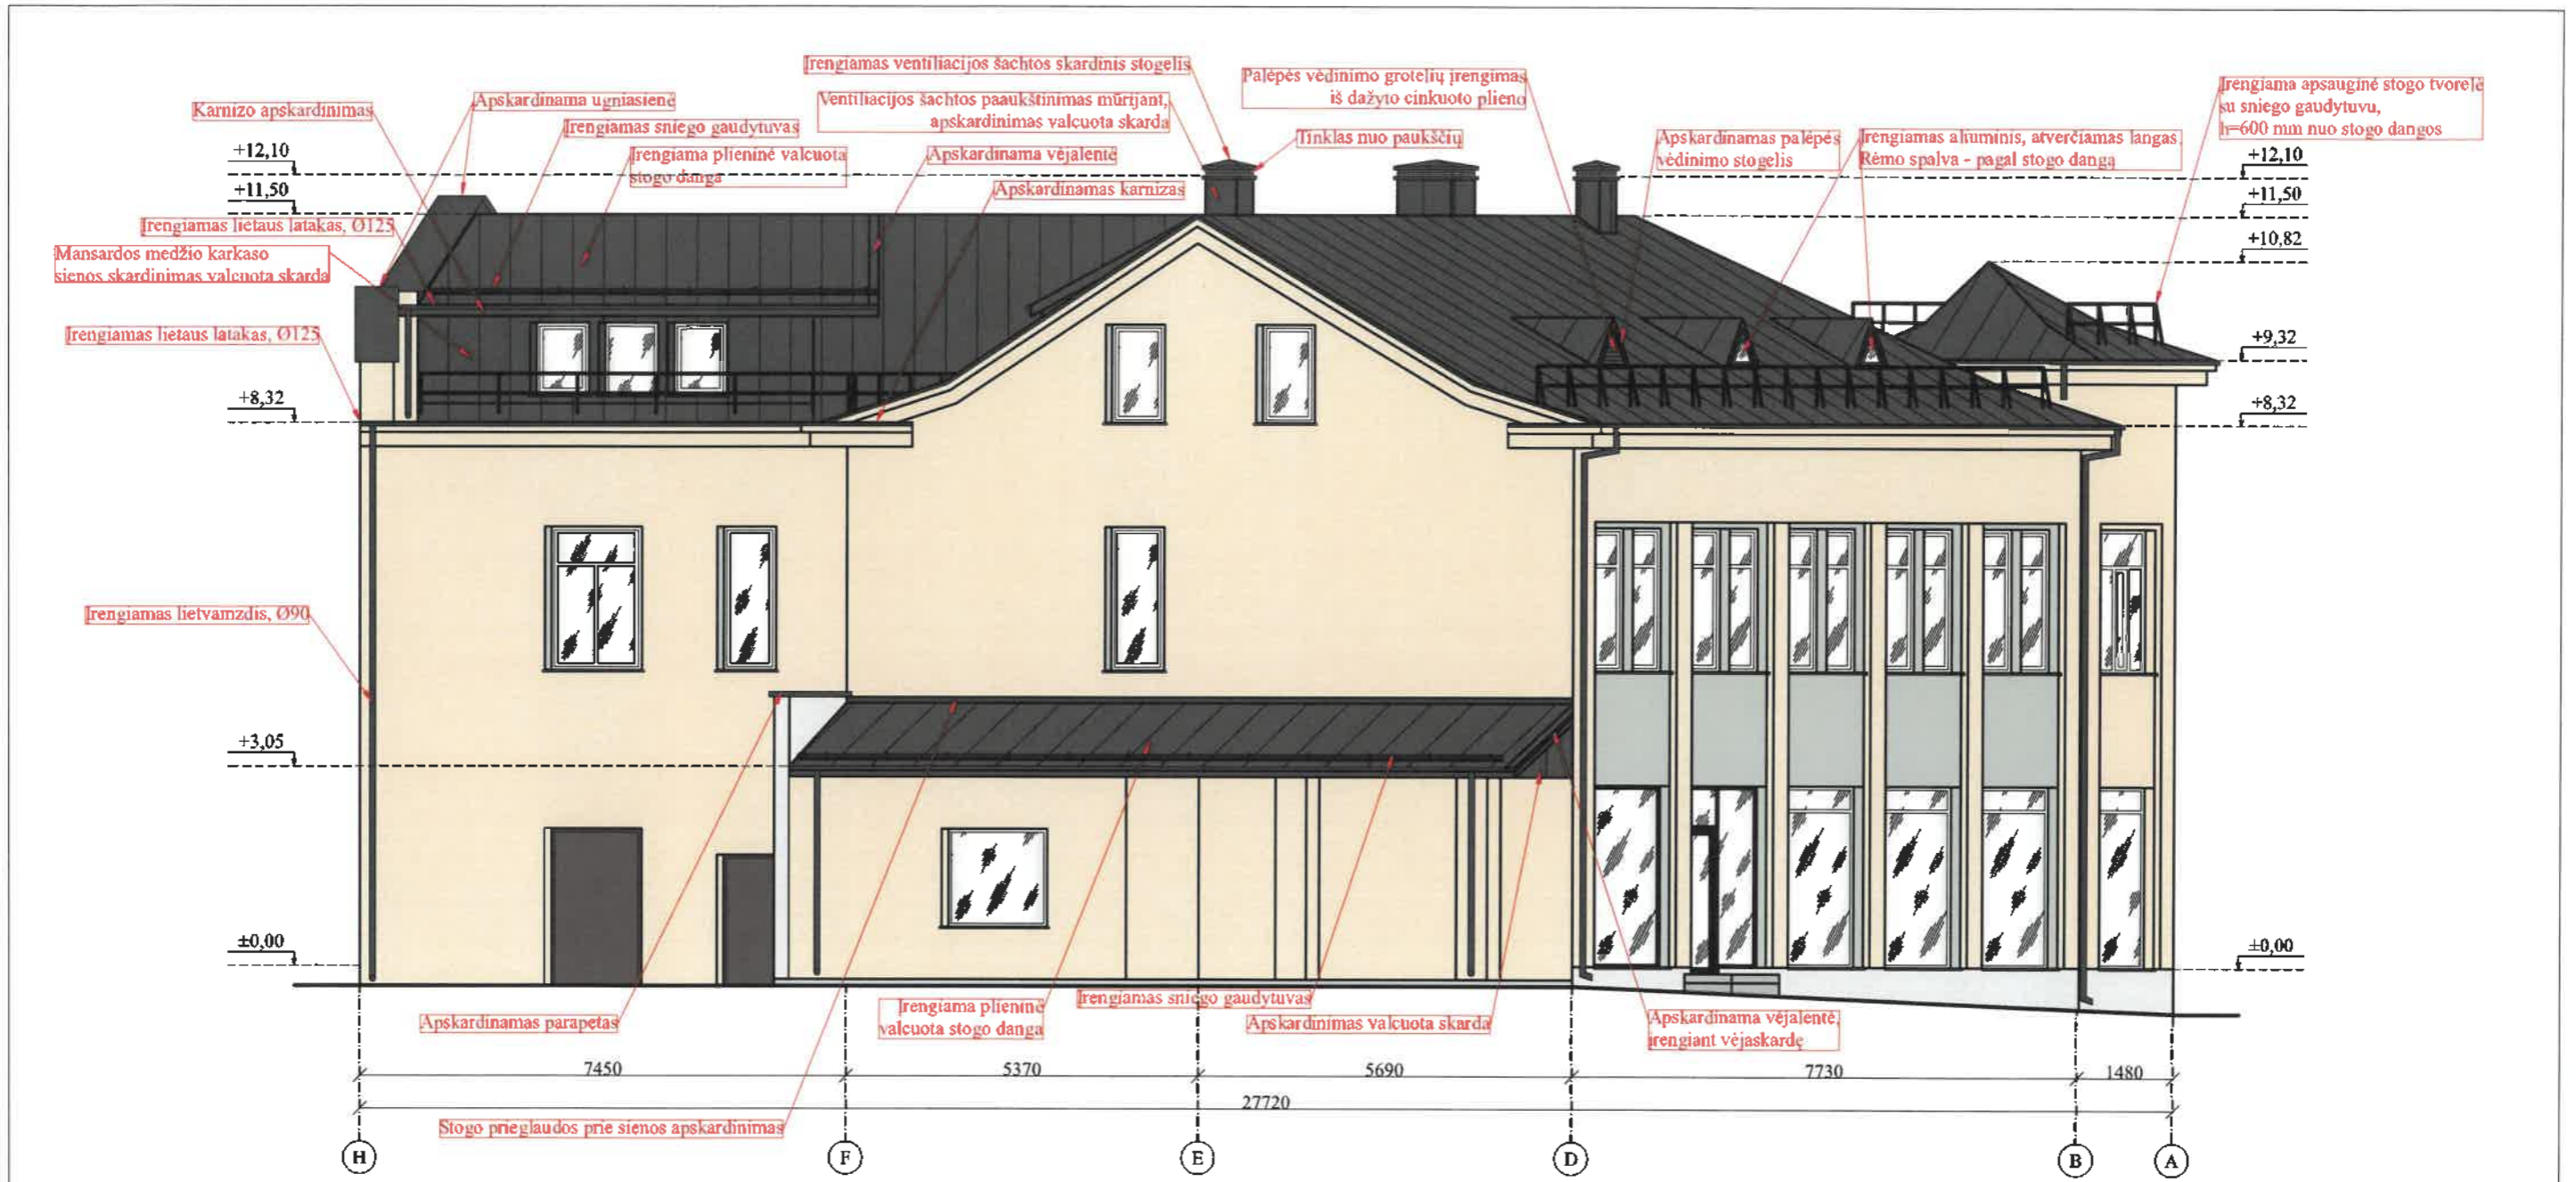 Įrengiamas ventiliacijos šachtos skardinis stogelis
Palėpės vėdinimo grotelių įrengimas
iš dažyto cinkuoto plieno
Įrengiama apsauginė stogo tvorelė
su sniego gaudytuvu,
h=600 mm nuo stogo dangos
Karnizo apskardinimas
Apskardinama ugniasienė
Ventiliacijos šachtos paaukštinimas mūrijant,
apskardinimas valcuota skarda
Įrengiamas sniego gaudytuvas
Tinklas nuo paukščių
Apskardinamas palėpės
vėdinimo stogelis
Įrengiamas aliuminis, atverčiamas langas.
Rėmo spalva - pagal stogo dangą
+12,10
Įrengiama plieninė valcuota
stogo danga
Apskardinama vėjalentė
+12,10
+11,50
Apskardinamas karnizas
+11,50
Įrengiamas lietaus latakas, Ø125
+10,82
Mansardos medžio karkaso
sienos skardinimas valcuota skarda
Įrengiamas lietaus latakas, Ø125
+9,32
+8,32
+8,32
Įrengiamas lietvamzdis, Ø90
+3,05
±0,00
±0,00
Apskardinamas parapetas
Įrengiama plieninė
valcuota stogo danga
Įrengiamas sniego gaudytuvas
Apskardinimas valcuota skarda
Apskardinama vėjalentė,
įrengiant vėjaskardę
7450
5370
5690
7730
1480
27720
Stogo prieglaudos prie sienos apskardinimas
H
F
E
D
B
A